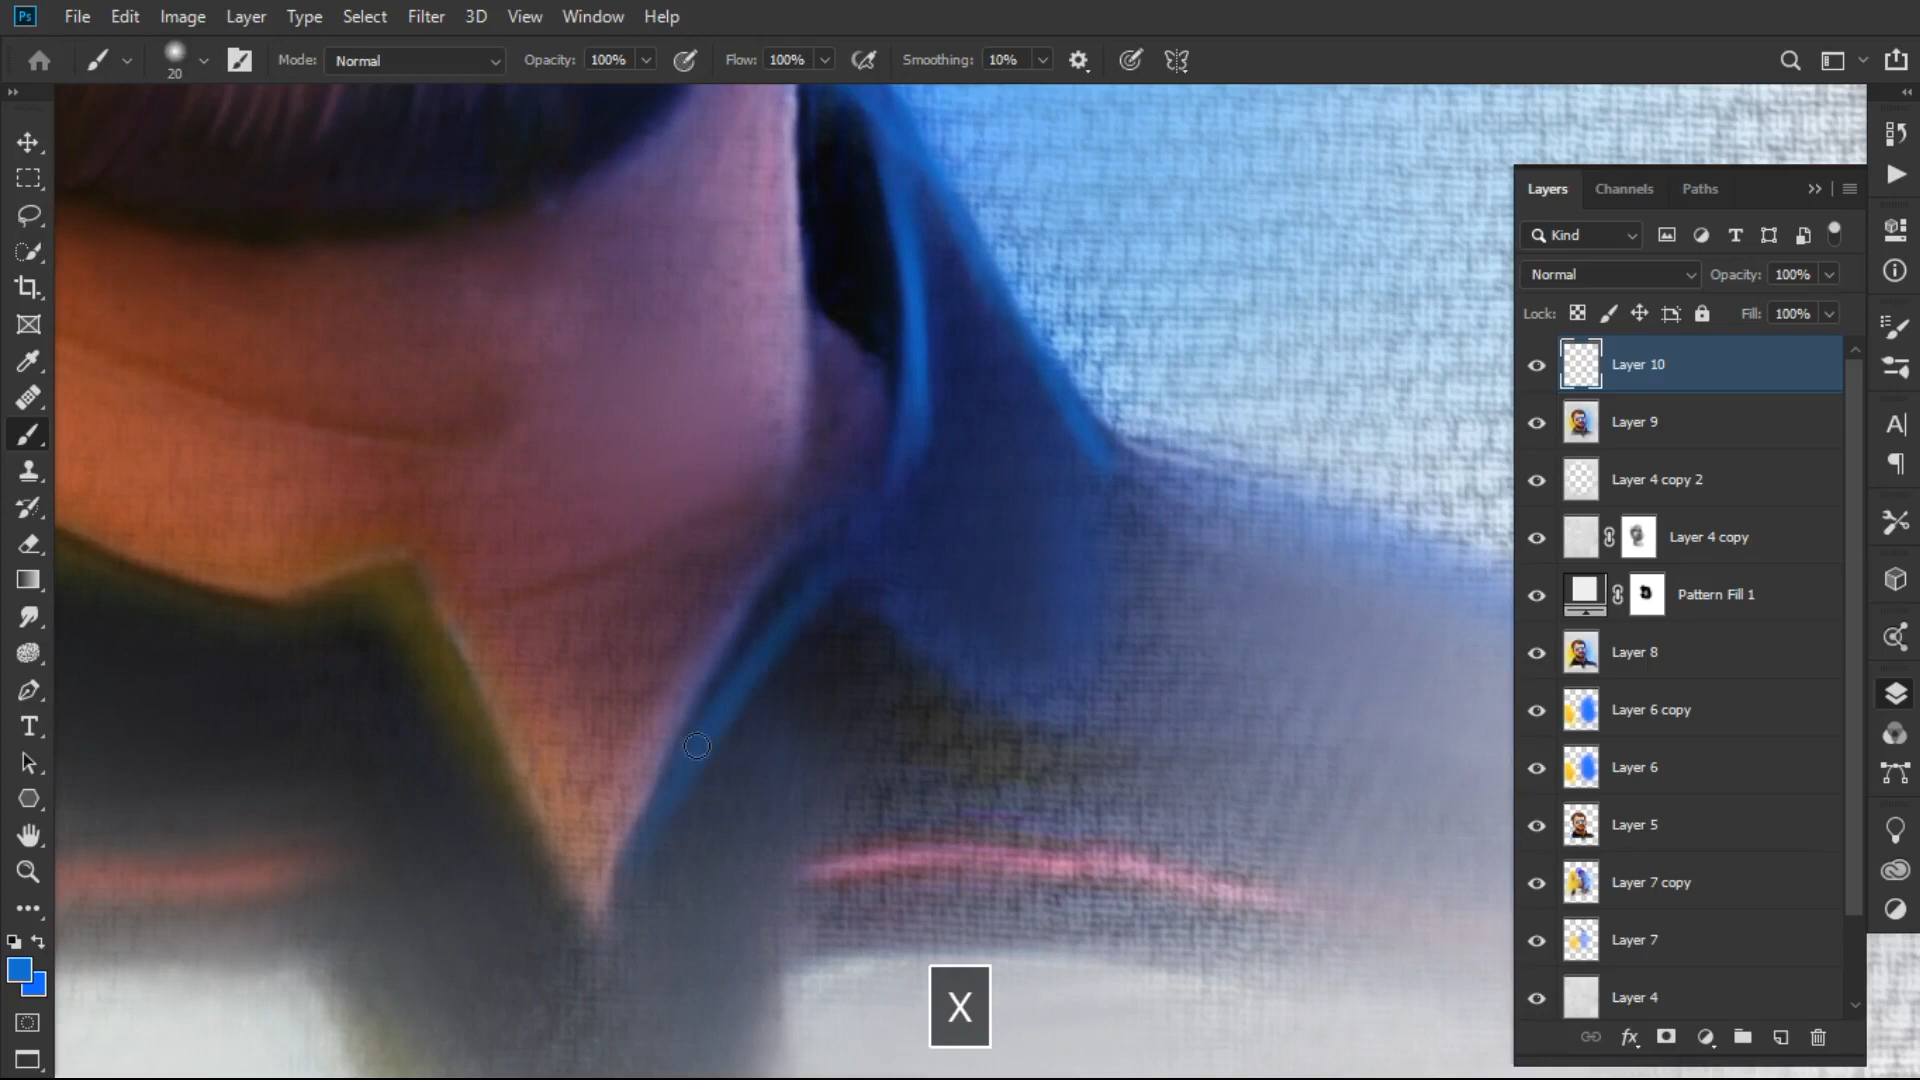 Ps File Edit Image Layer Type Select Filter 3D View Window Help
20 Mode: Normal Opacity: 100% Flow: 100% Smoothing: 10%
Layers Channels Paths
Kind
Normal Opacity: 100%
Lock: Fill: 100%
Layer 10
Layer 9
Layer 4 copy 2
Layer 4 copy
Pattern Fill 1
Layer 8
Layer 6 copy
Layer 6
Layer 5
Layer 7 copy
Layer 7
Layer 4
fx
X